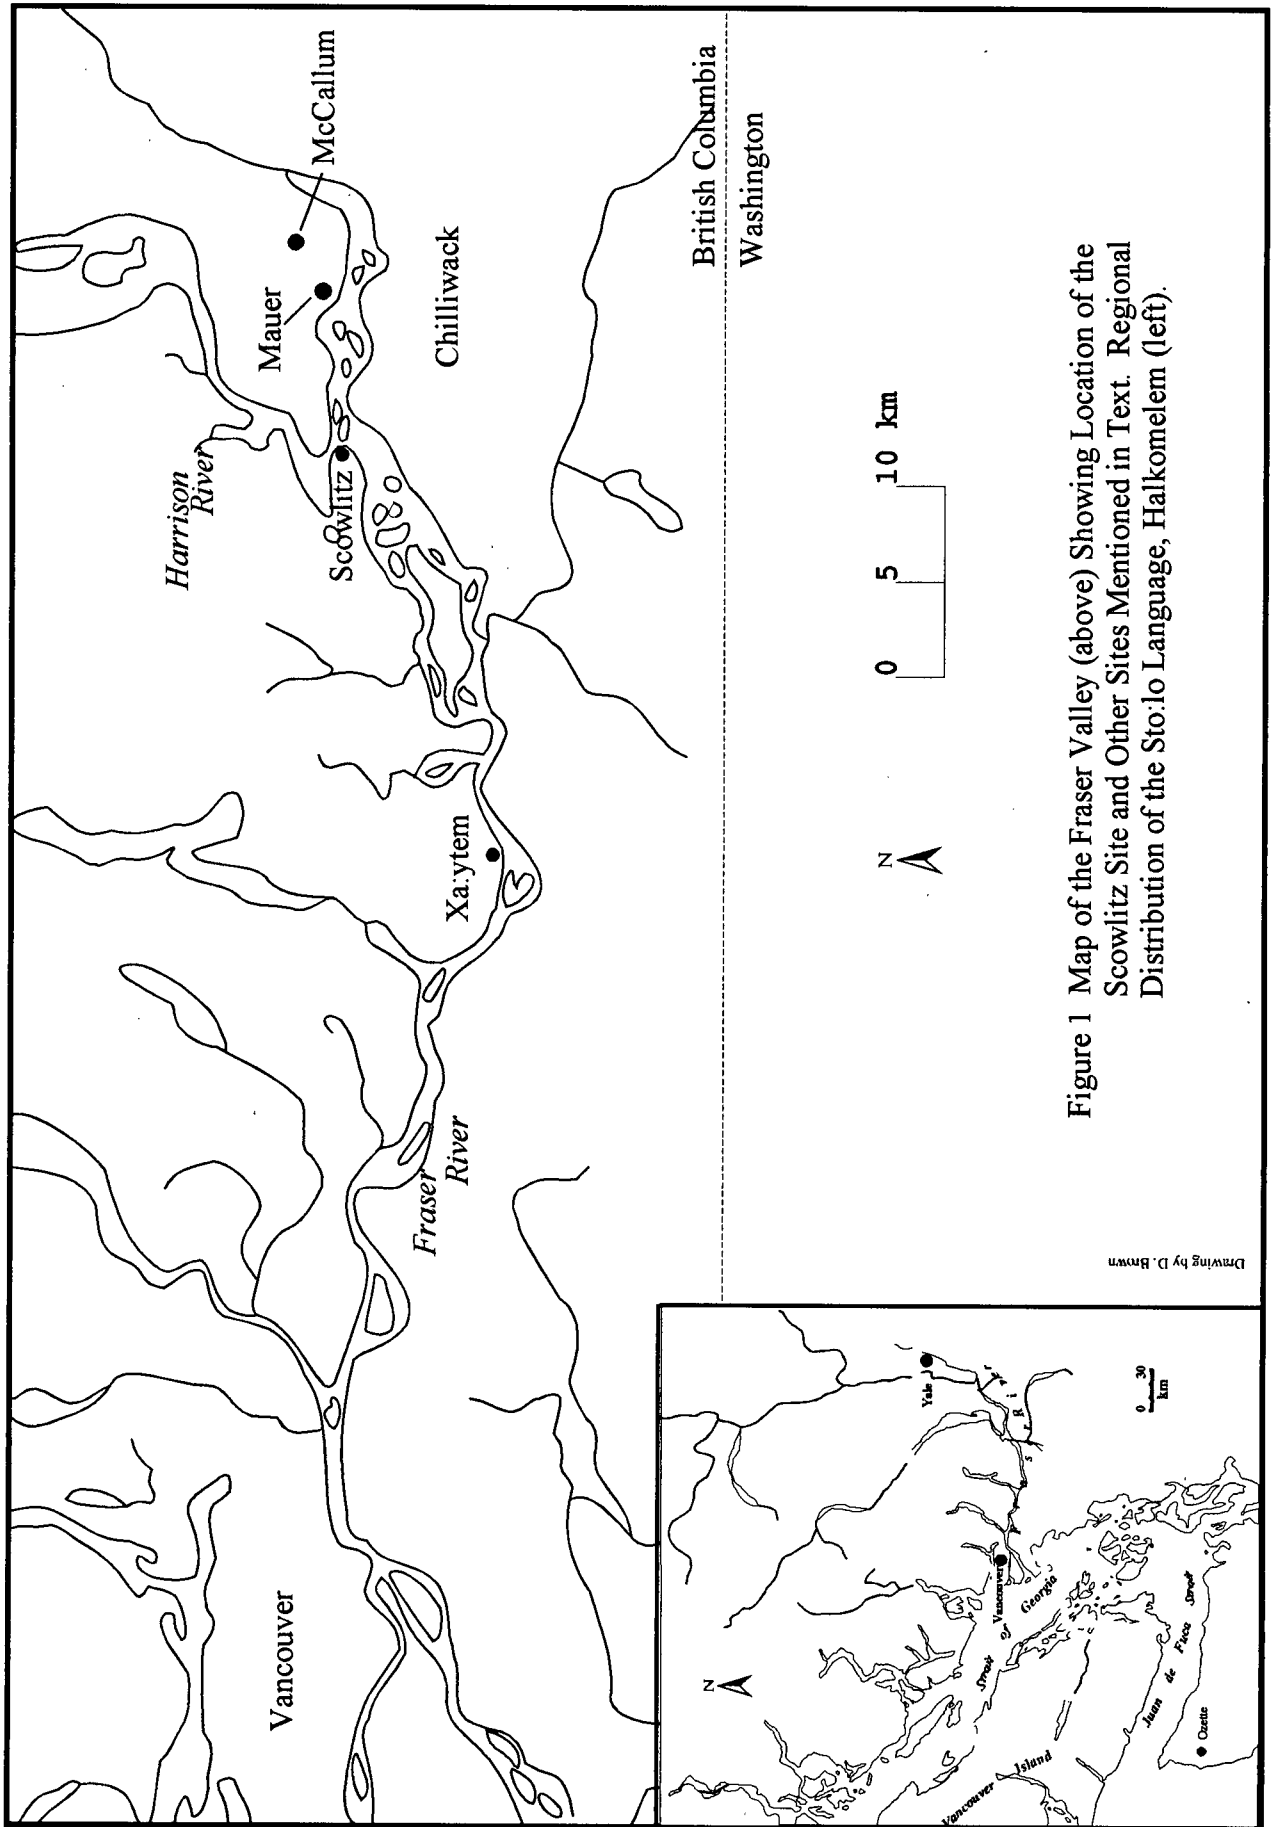 McCallum
Mauer
Harrison
River
Scowlitz
Chilliwack
British Columbia
Washington
Xa:ytem
Fraser
River
Vancouver
0 5 10 km
N
Figure 1 Map of the Fraser Valley (above) Showing Location of the
Scowlitz Site and Other Sites Mentioned in Text. Regional
Distribution of the Sto:lo Language, Halkomelem (left).
Drawing by D. Brown
N
Yale
Vancouver
Strait of Georgia
Vancouver Island
Juan de Fuca Strait
Ozette
0 30
km